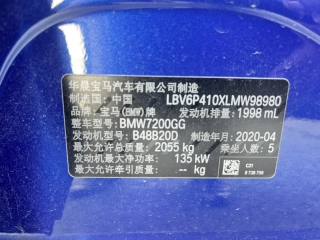 华晨宝马汽车有限公司制造
制造国：中国 LBV6P410XLMW98980
品牌：宝马(BMW)牌 发动机排量：1998 mL
整车型号：BMW7200GG
发动机型号：B48B20D 制造年月：2020-04
最大允许总质量：2055 kg 乘坐人数：5
发动机最大净功率：135 kW
最大允许牵引质量：-- kg
C21